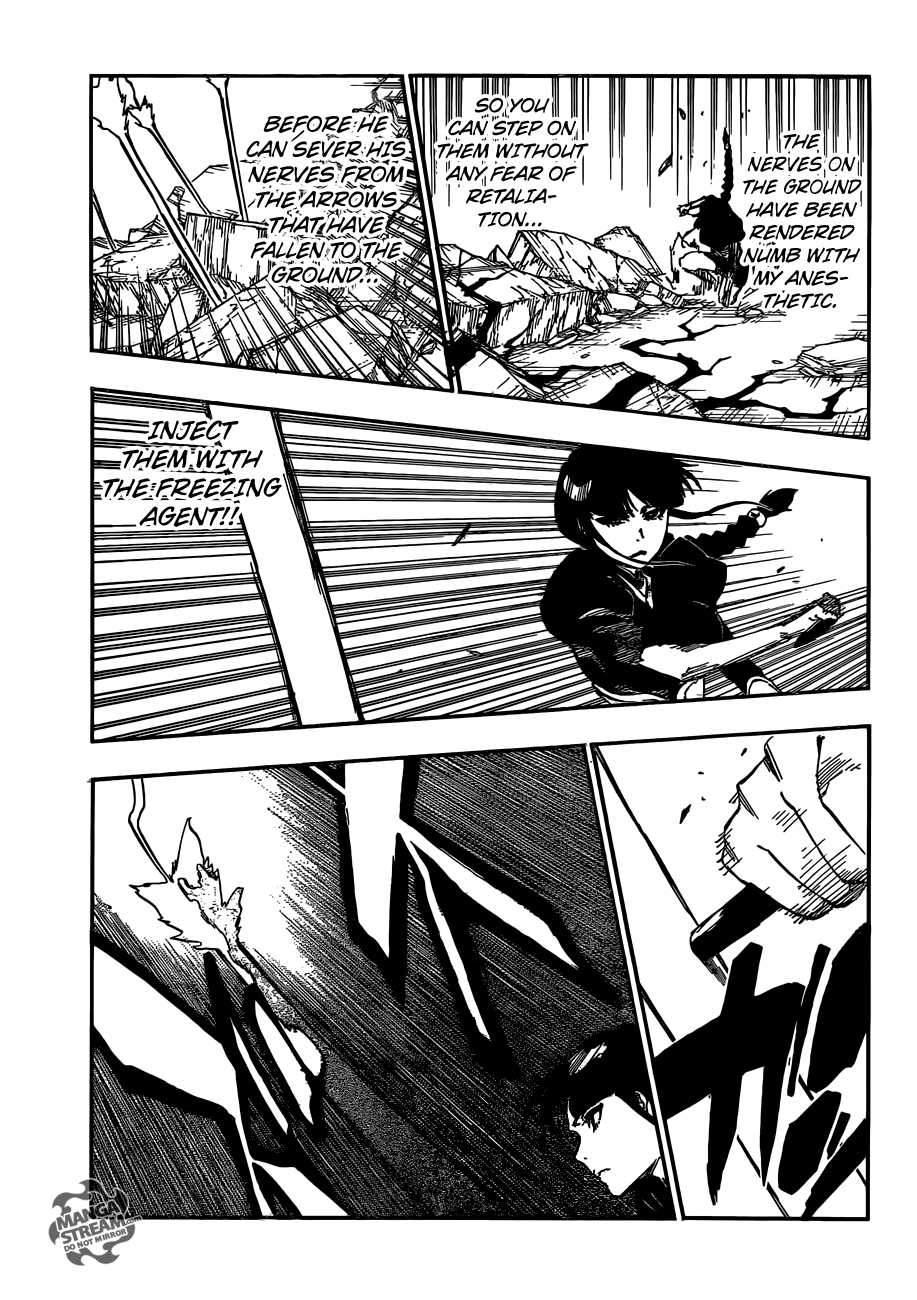 THE
NERVES ON
THE GROUND
HAVE BEEN
RENDERED
NUMB WITH
MY ANES-
THETIC.
SO YOU
CAN STEP ON
THEM WITHOUT
ANY FEAR OF
RETALIA-
TION...
BEFORE HE
CAN SEVER HIS
NERVES FROM
THE ARROWS
THAT HAVE
FALLEN TO THE
GROUND...
INJECT
THEM WITH
THE FREEZING
AGENT!!
MANGA
STREAM.com
DO NOT MIRROR